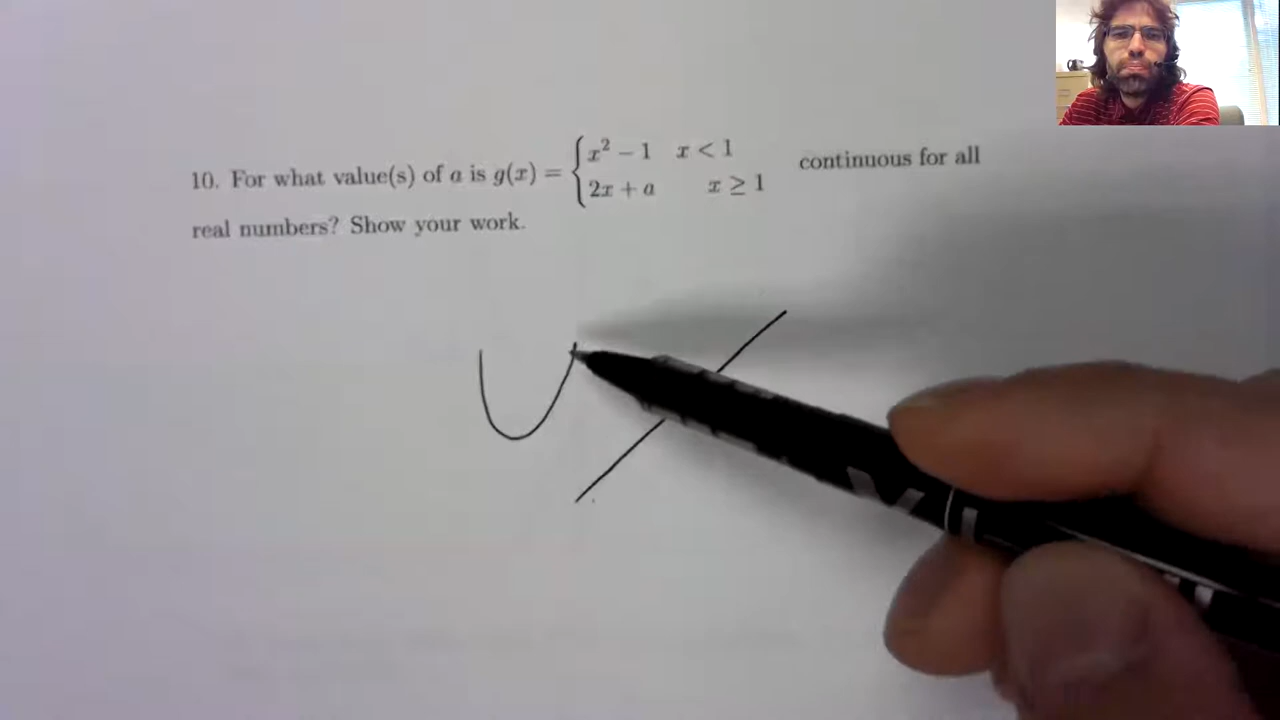 10. For what value(s) of a is g(x) = { x² − 1 x < 1 continuous for all
2x + a x ≥ 1
real numbers? Show your work.